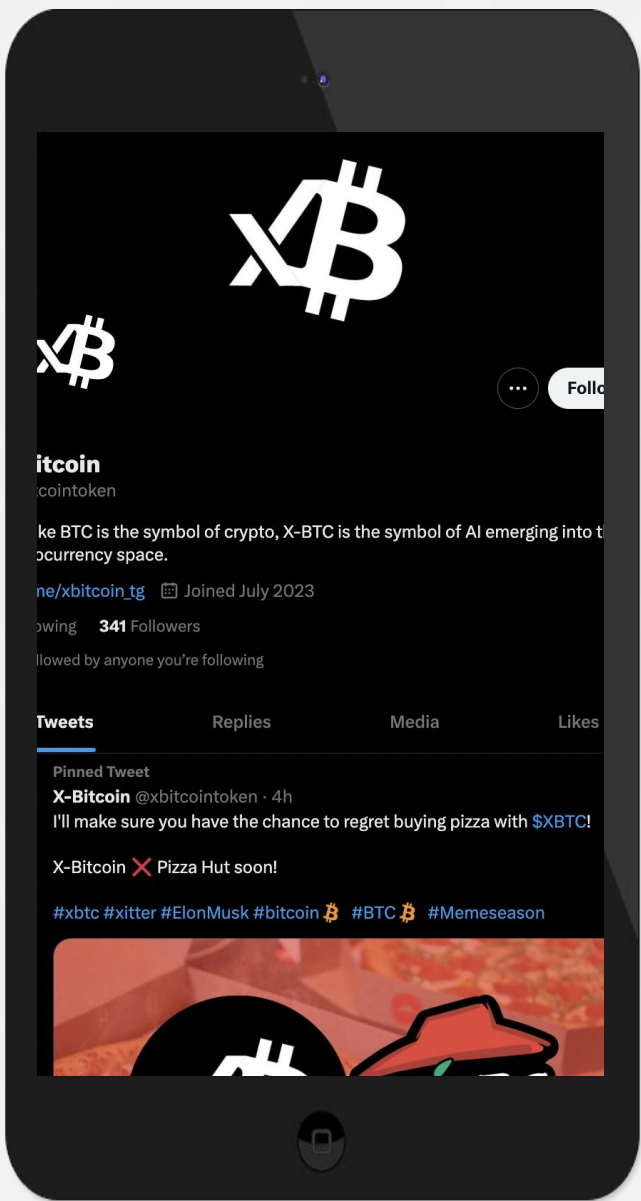 •••
Follo
itcoin
cointoken
ke BTC is the symbol of crypto, X-BTC is the symbol of AI emerging into t
ocurrency space.
me/xbitcoin_tg Joined July 2023
owing 341 Followers
llowed by anyone you’re following
Tweets Replies Media Likes
Pinned Tweet
X-Bitcoin @xbitcointoken · 4h
I'll make sure you have the chance to regret buying pizza with $XBTC!
X-Bitcoin ❌ Pizza Hut soon!
#xbtc #xitter #ElonMusk #bitcoin #BTC #Memeseason